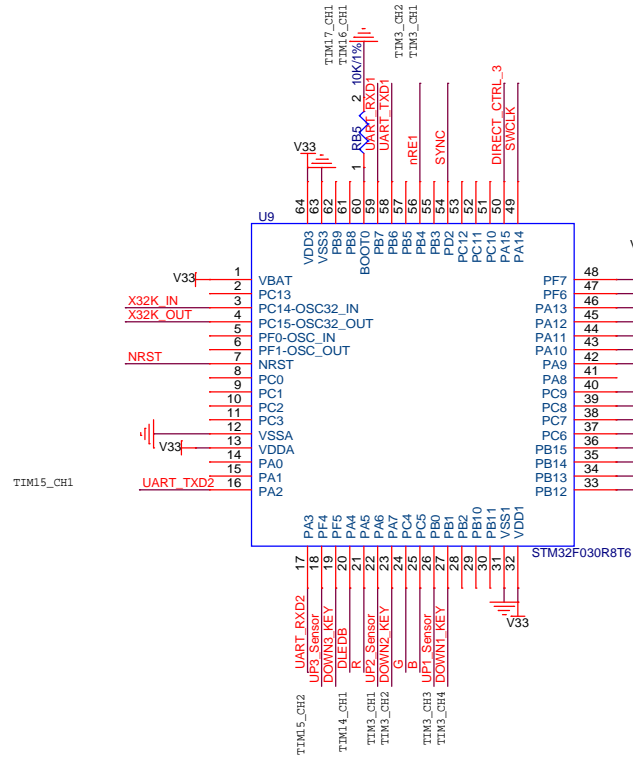 TIM17_CH1
TIM16_CH1
TIM3_CH2
TIM3_CH1
10K/1%
2
RB5
1
UART_RXD1
UART_TXD1
nRE1
SYNC
DIRECT_CTRL_3
SWCLK
V33
64
63
62
61
60
59
58
57
56
55
54
53
52
51
50
49
U9
VDD3
VSS3
PB9
PB8
BOOT0
PB7
PB6
PB5
PB4
PB3
PD2
PC12
PC11
PC10
PA15
PA14
V33 1 VBAT
2 PC13
X32K_IN 3 PC14-OSC32_IN
X32K_OUT 4 PC15-OSC32_OUT
5 PF0-OSC_IN
6 PF1-OSC_OUT
NRST 7 NRST
8 PC0
9 PC1
10 PC2
11 PC3
12 VSSA
V33 13 VDDA
14 PA0
15 PA1
TIM15_CH1 UART_TXD2 16 PA2
PF7 48
PF6 47
PA13 46
PA12 45
PA11 44
PA10 43
PA9 42
PA8 41
PC9 40
PC8 39
PC7 38
PC6 37
PB15 36
PB14 35
PB13 34
PB12 33
PA3
PF4
PF5
PA4
PA5
PA6
PA7
PC4
PC5
PB0
PB1
PB2
PB10
PB11
VSS1
VDD1
STM32F030R8T6
17
18
19
20
21
22
23
24
25
26
27
28
29
30
31
32
UART_RXD2
UP3_Sensor
DOWN3_KEY
DLEDB
R
UP2_Sensor
DOWN2_KEY
G
B
UP1_Sensor
DOWN1_KEY
V33
TIM15_CH2
TIM14_CH1
TIM3_CH1
TIM3_CH2
TIM3_CH3
TIM3_CH4